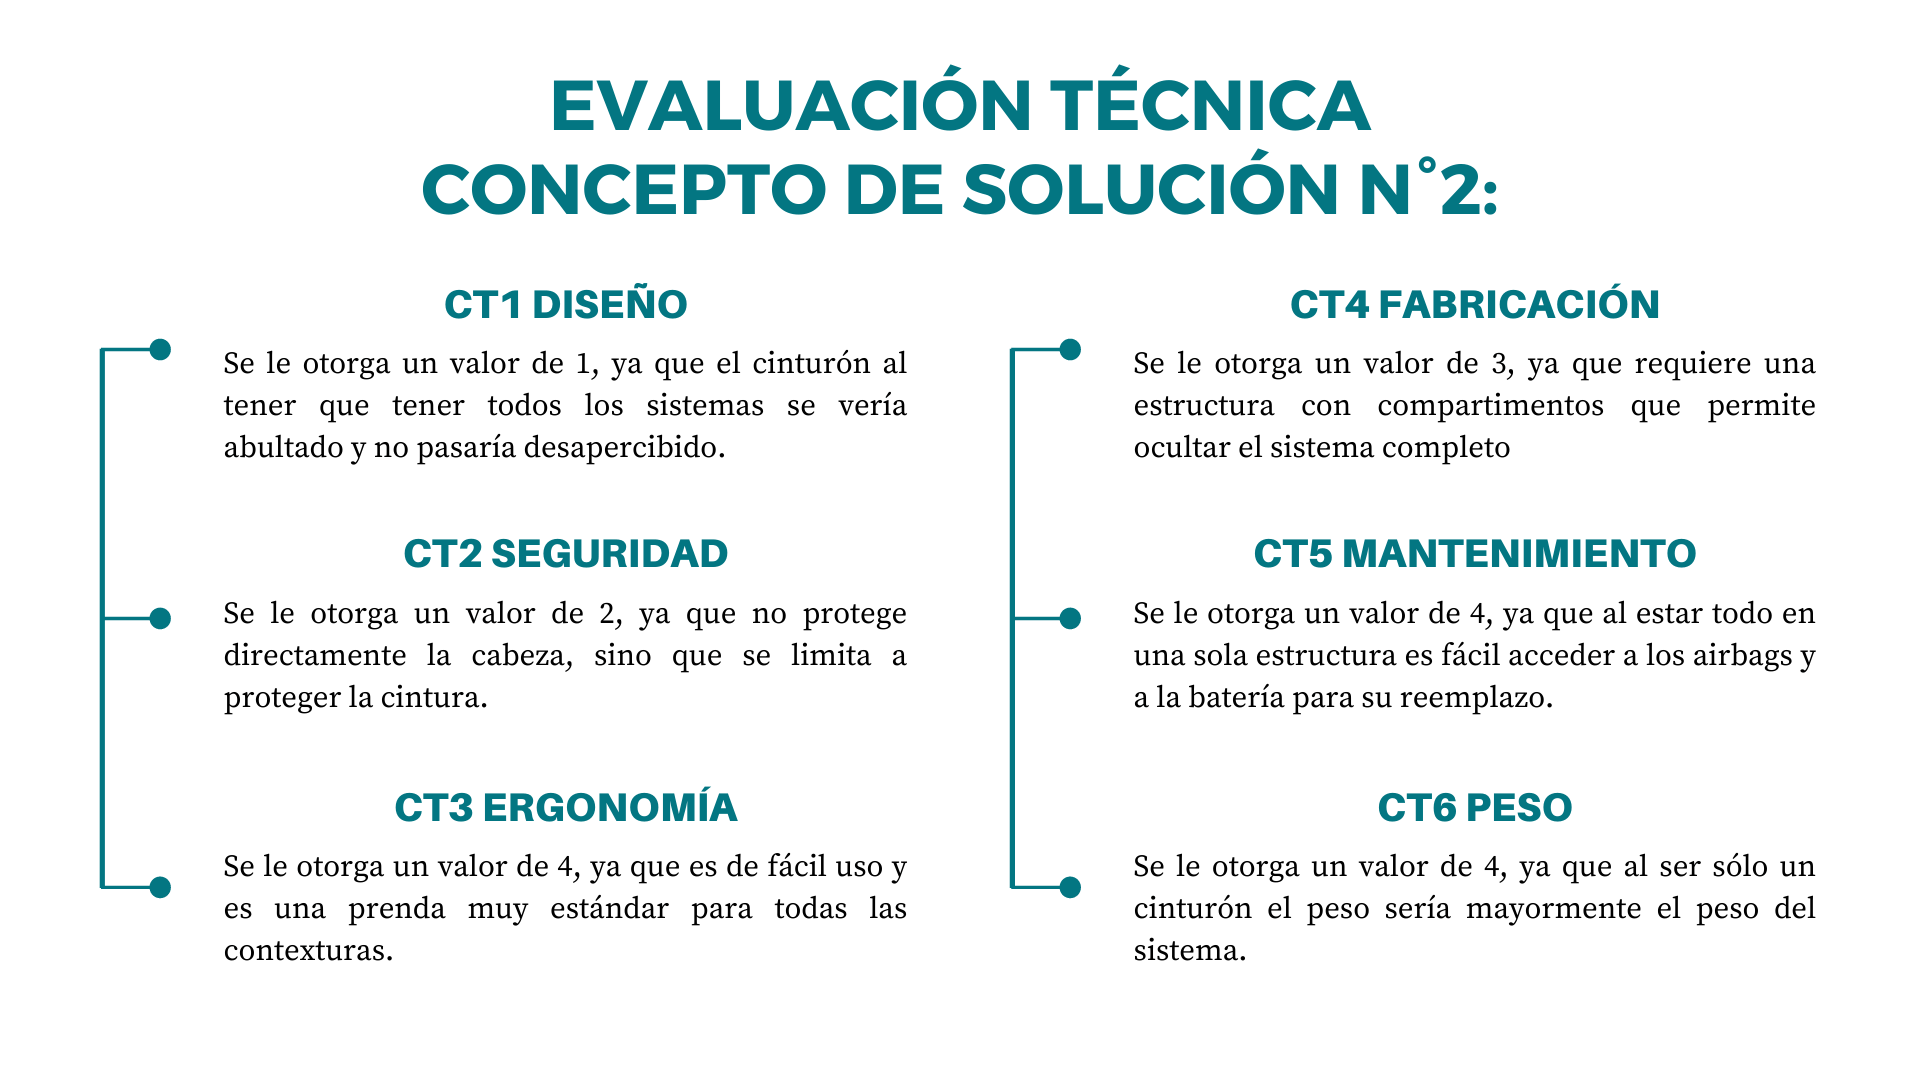 EVALUACIÓN TÉCNICA
CONCEPTO DE SOLUCIÓN N°2:
CT1 DISEÑO
Se le otorga un valor de 1, ya que el cinturón al
tener que tener todos los sistemas se vería
abultado y no pasaría desapercibido.
CT2 SEGURIDAD
Se le otorga un valor de 2, ya que no protege
directamente la cabeza, sino que se limita a
proteger la cintura.
CT3 ERGONOMÍA
Se le otorga un valor de 4, ya que es de fácil uso y
es una prenda muy estándar para todas las
contexturas.
CT4 FABRICACIÓN
Se le otorga un valor de 3, ya que requiere una
estructura con compartimentos que permite
ocultar el sistema completo
CT5 MANTENIMIENTO
Se le otorga un valor de 4, ya que al estar todo en
una sola estructura es fácil acceder a los airbags y
a la batería para su reemplazo.
CT6 PESO
Se le otorga un valor de 4, ya que al ser sólo un
cinturón el peso sería mayormente el peso del
sistema.